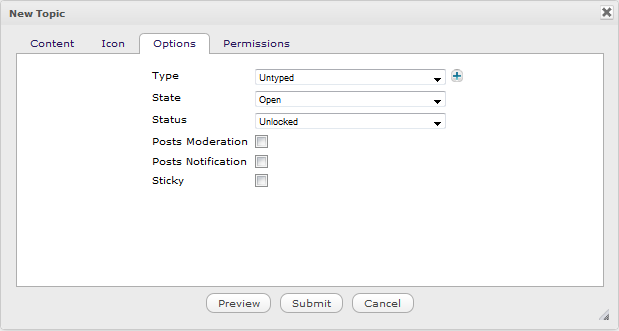 New Topic
Content Icon Options Permissions
Type Untyped
State Open
Status Unlocked
Posts Moderation
Posts Notification
Sticky
Preview Submit Cancel